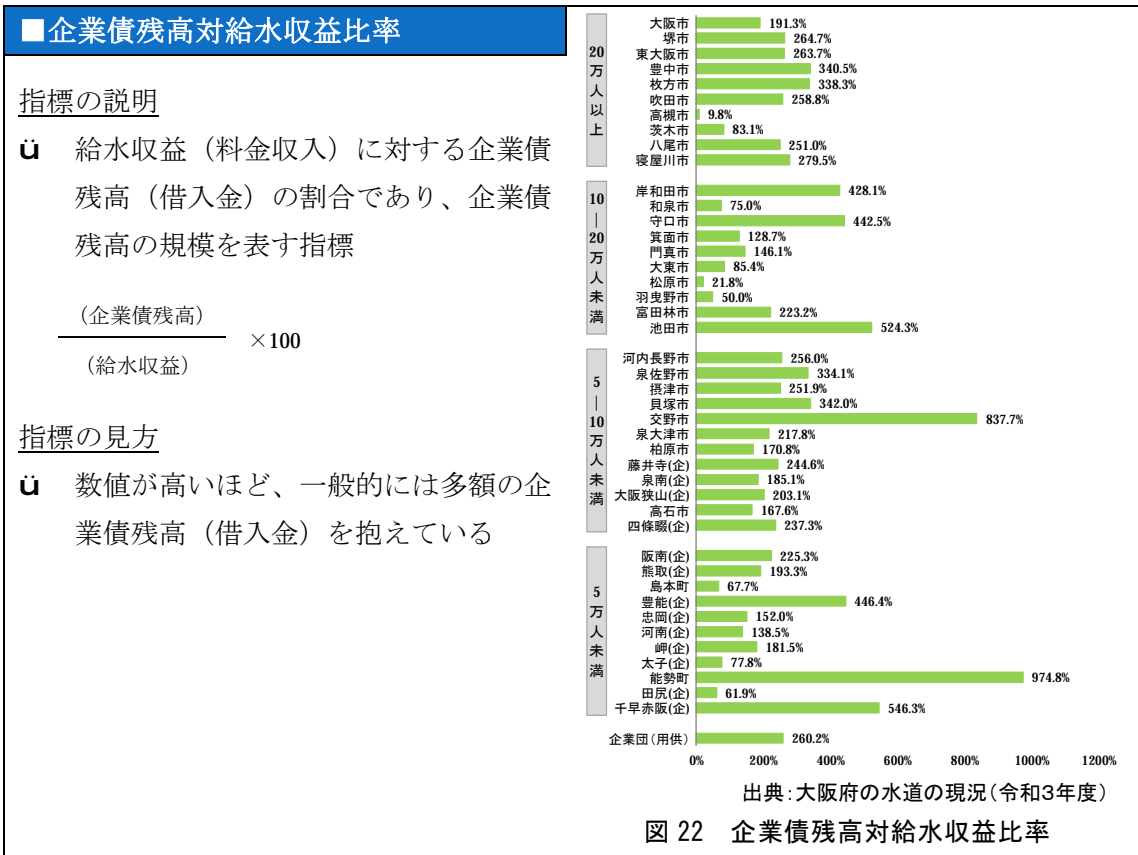 ■企業債残高対給水収益比率
指標の説明
ü 給水収益（料金収入）に対する企業債
残高（借入金）の割合であり、企業債
残高の規模を表す指標
（企業債残高）
×100
（給水収益）
指標の見方
ü 数値が高いほど、一般的には多額の企
業債残高（借入金）を抱えている
20万人以上
大阪市 191.3%
堺市 264.7%
東大阪市 263.7%
豊中市 340.5%
枚方市 338.3%
吹田市 258.8%
高槻市 9.8%
茨木市 83.1%
八尾市 251.0%
寝屋川市 279.5%
10｜20万人未満
岸和田市 428.1%
和泉市 75.0%
守口市 442.5%
箕面市 128.7%
門真市 146.1%
大東市 85.4%
松原市 21.8%
羽曳野市 50.0%
富田林市 223.2%
池田市 524.3%
5｜10万人未満
河内長野市 256.0%
泉佐野市 334.1%
摂津市 251.9%
貝塚市 342.0%
交野市 837.7%
泉大津市 217.8%
柏原市 170.8%
藤井寺(企) 244.6%
泉南(企) 185.1%
大阪狭山(企) 203.1%
高石市 167.6%
四條畷(企) 237.3%
5万人未満
阪南(企) 225.3%
熊取(企) 193.3%
島本町 67.7%
豊能(企) 446.4%
忠岡(企) 152.0%
河南(企) 138.5%
岬(企) 181.5%
太子(企) 77.8%
能勢町 974.8%
田尻(企) 61.9%
千早赤阪(企) 546.3%
企業団(用供) 260.2%
0% 200% 400% 600% 800% 1000% 1200%
出典:大阪府の水道の現況(令和3年度)
図 22 企業債残高対給水収益比率